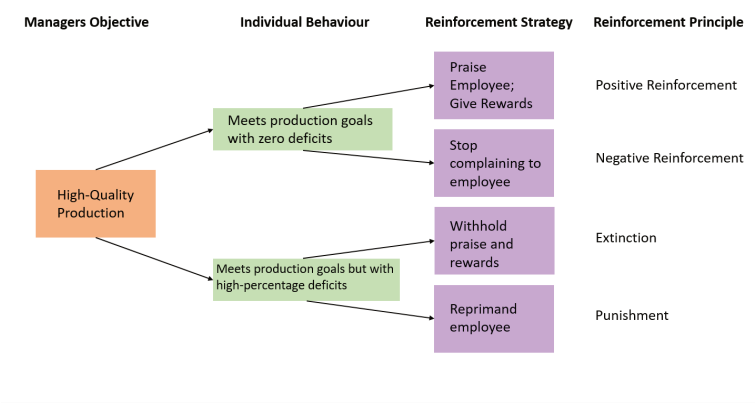 Managers Objective
Individual Behaviour
Reinforcement Strategy
Reinforcement Principle
High-Quality
Production
Meets production goals
with zero deficits
Meets production goals but with
high-percentage deficits
Praise
Employee;
Give Rewards
Positive Reinforcement
Stop
complaining to
employee
Negative Reinforcement
Withhold
praise and
rewards
Extinction
Reprimand
employee
Punishment